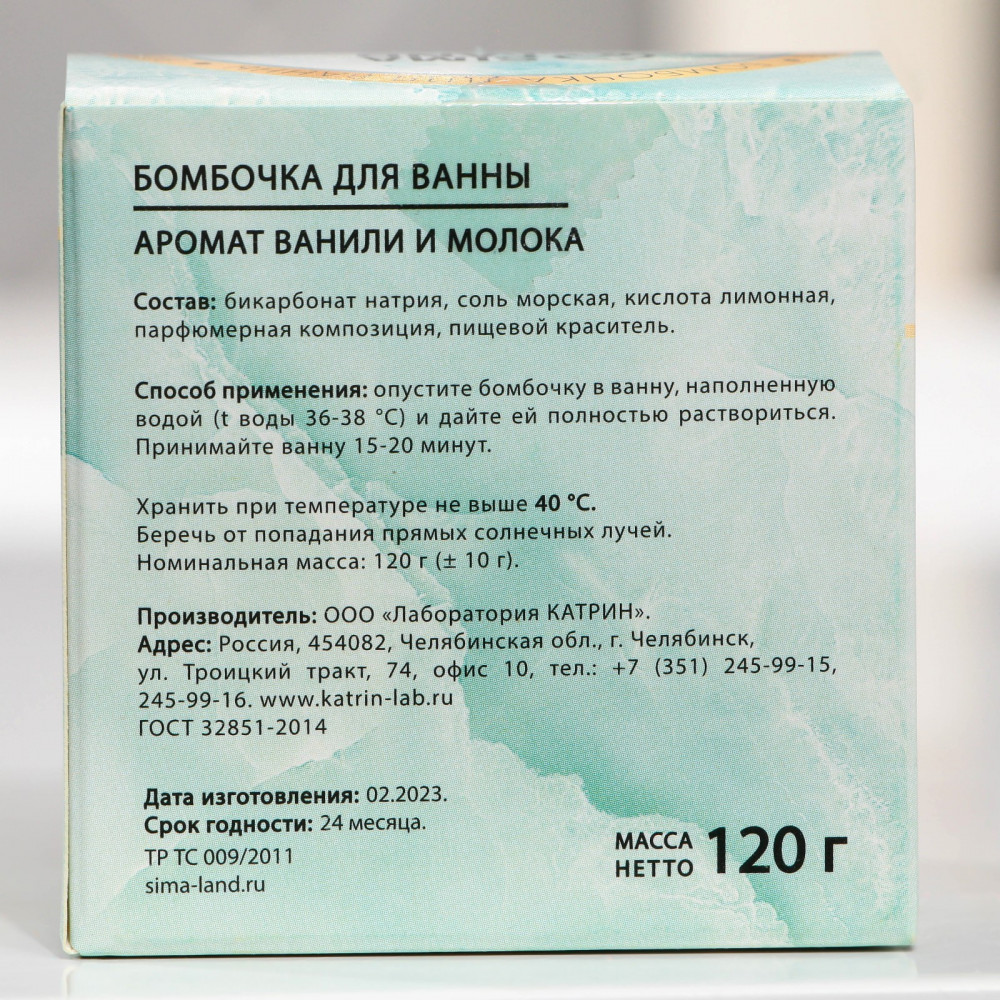 БОМБОЧКА ДЛЯ ВАННЫ
БОМБОЧКА ДЛЯ ВАННЫ
АРОМАТ ВАНИЛИ И МОЛОКА
Состав: бикарбонат натрия, соль морская, кислота лимонная,
парфюмерная композиция, пищевой краситель.
Способ применения: опустите бомбочку в ванну, наполненную
водой (t воды 36-38 °C) и дайте ей полностью раствориться.
Принимайте ванну 15-20 минут.
Хранить при температуре не выше 40 °C.
Беречь от попадания прямых солнечных лучей.
Номинальная масса: 120 г (± 10 г).
Производитель: ООО «Лаборатория КАТРИН».
Адрес: Россия, 454082, Челябинская обл., г. Челябинск,
ул. Троицкий тракт, 74, офис 10, тел.: +7 (351) 245-99-15,
245-99-16. www.katrin-lab.ru
ГОСТ 32851-2014
Дата изготовления: 02.2023.
Срок годности: 24 месяца.
ТР ТС 009/2011
sima-land.ru
МАССА
НЕТТО 120 г